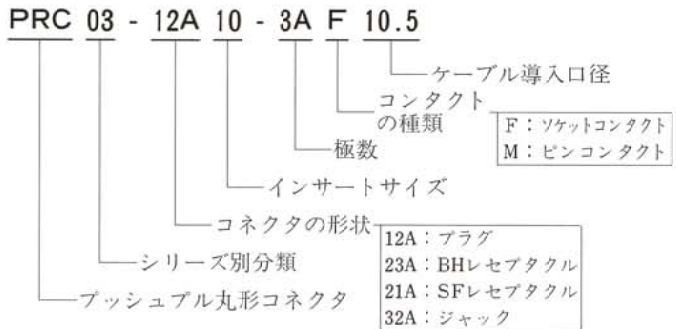 PRC 03 - 12A 10 - 3A F 10.5
ケーブル導入口径
コンタクト
の種類
F：ソケットコンタクト
M：ピンコンタクト
極数
インサートサイズ
コネクタの形状
12A：プラグ
23A：BHレセプタクル
21A：SFレセプタクル
32A：ジャック
シリーズ別分類
プッシュプル丸形コネクタ